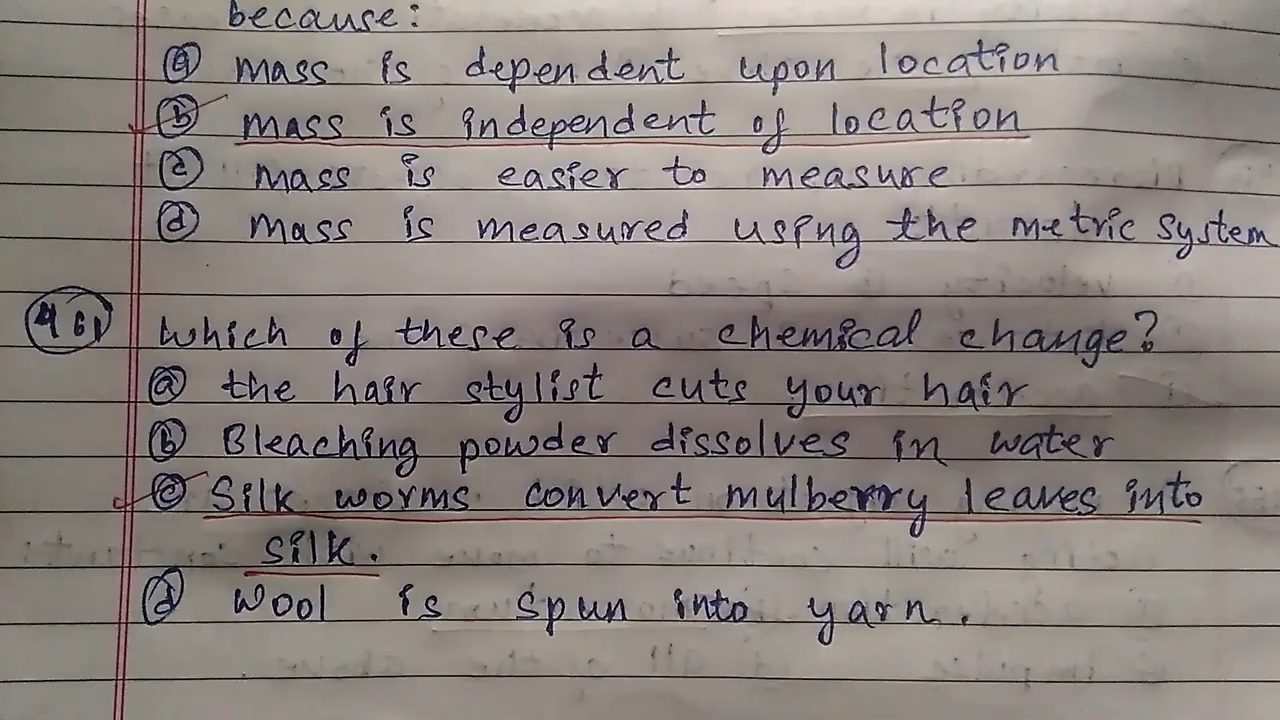 because:
(a) mass is dependent upon location
(b) mass is independent of location
(c) mass is easier to measure
(d) mass is measured using the metric system
46) Which of these is a chemical change?
(a) the hair stylist cuts your hair
(b) Bleaching powder dissolves in water
(c) Silk worms convert mulberry leaves into
silk.
(d) Wool is spun into yarn.